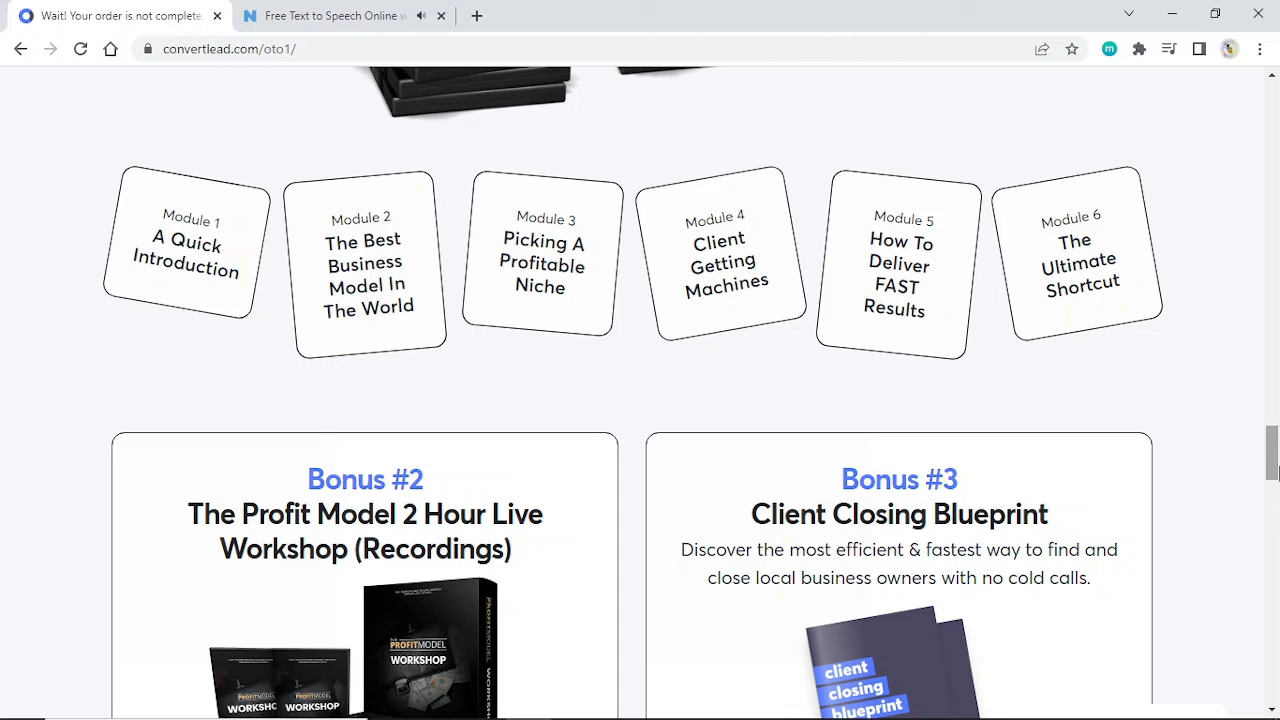 Wait! Your order is not complete
Free Text to Speech Online w
convertlead.com/oto1/
m
Module 1
A Quick
Introduction
Module 2
The Best
Business
Model In
The World
Module 3
Picking A
Profitable
Niche
Module 4
Client
Getting
Machines
Module 5
How To
Deliver
FAST
Results
Module 6
The
Ultimate
Shortcut
Bonus #2
The Profit Model 2 Hour Live
Workshop (Recordings)
PROFITMODEL
WORKSHOP
PROFITMODEL
WORKSHOP
PROFITMODEL
WORKSHOP
PROFITMODEL
Bonus #3
Client Closing Blueprint
Discover the most efficient & fastest way to find and
close local business owners with no cold calls.
client
closing
blueprint